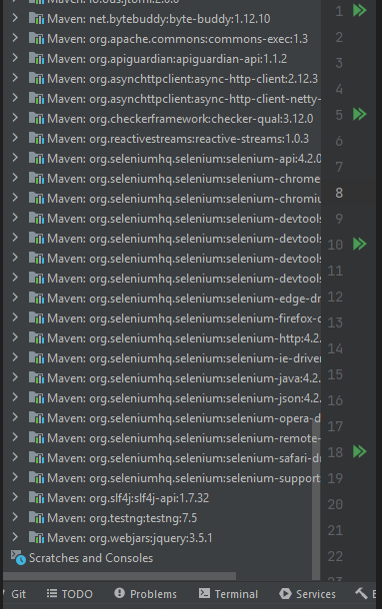 Maven: io.ods:jtoml:2.0.0
Maven: net.bytebuddy:byte-buddy:1.12.10
Maven: org.apache.commons:commons-exec:1.3
Maven: org.apiguardian:apiguardian-api:1.1.2
Maven: org.asynchttpclient:async-http-client:2.12.3
Maven: org.asynchttpclient:async-http-client-netty-
Maven: org.checkerframework:checker-qual:3.12.0
Maven: org.reactivestreams:reactive-streams:1.0.3
Maven: org.seleniumhq.selenium:selenium-api:4.2.0
Maven: org.seleniumhq.selenium:selenium-chrome
Maven: org.seleniumhq.selenium:selenium-chromiu
Maven: org.seleniumhq.selenium:selenium-devtools
Maven: org.seleniumhq.selenium:selenium-devtools
Maven: org.seleniumhq.selenium:selenium-devtools
Maven: org.seleniumhq.selenium:selenium-devtools
Maven: org.seleniumhq.selenium:selenium-edge-dr
Maven: org.seleniumhq.selenium:selenium-firefox-d
Maven: org.seleniumhq.selenium:selenium-http:4.2.
Maven: org.seleniumhq.selenium:selenium-ie-driver
Maven: org.seleniumhq.selenium:selenium-java:4.2.
Maven: org.seleniumhq.selenium:selenium-json:4.2.
Maven: org.seleniumhq.selenium:selenium-opera-d
Maven: org.seleniumhq.selenium:selenium-remote-
Maven: org.seleniumhq.selenium:selenium-safari-dr
Maven: org.seleniumhq.selenium:selenium-support
Maven: org.slf4j:slf4j-api:1.7.32
Maven: org.testng:testng:7.5
Maven: org.webjars:jquery:3.5.1
Scratches and Consoles
1
2
3
4
5
6
7
8
9
10
11
12
13
14
15
16
17
18
19
20
21
22
Git TODO Problems Terminal Services